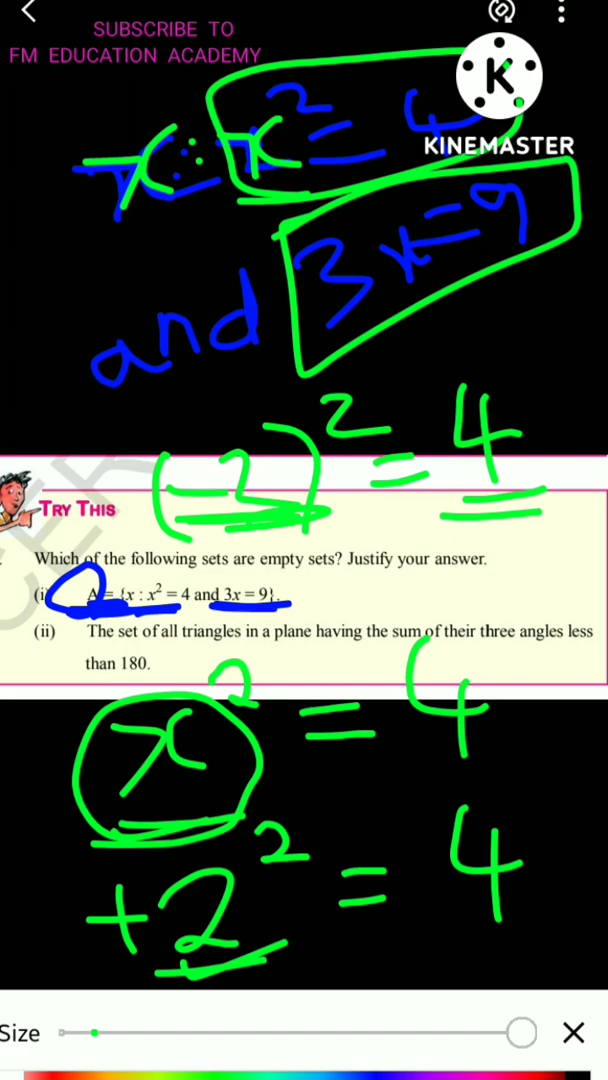 SUBSCRIBE TO
FM EDUCATION ACADEMY
K
KINEMASTER
x : x² = 4
and 3x = 9
(-2)² = 4
TRY THIS
Which of the following sets are empty sets? Justify your answer.
(i) A = {x : x² = 4 and 3x = 9}.
(ii) The set of all triangles in a plane having the sum of their three angles less
than 180.
x² = 4
+2² = 4
Size